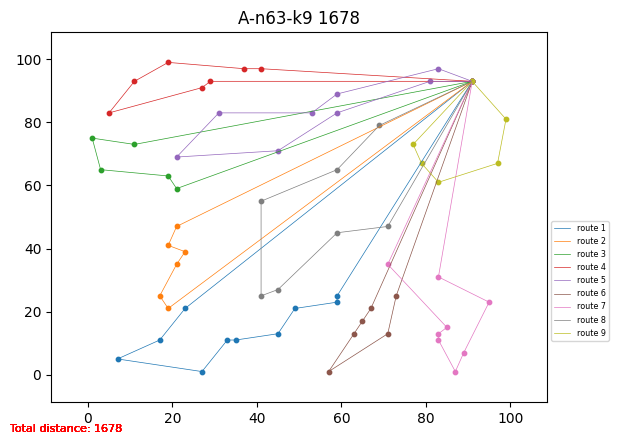 A-n63-k9 1678
100
80
60
40
20
0
0 20 40 60 80 100
route 1
route 2
route 3
route 4
route 5
route 6
route 7
route 8
route 9
Total distance: 1678